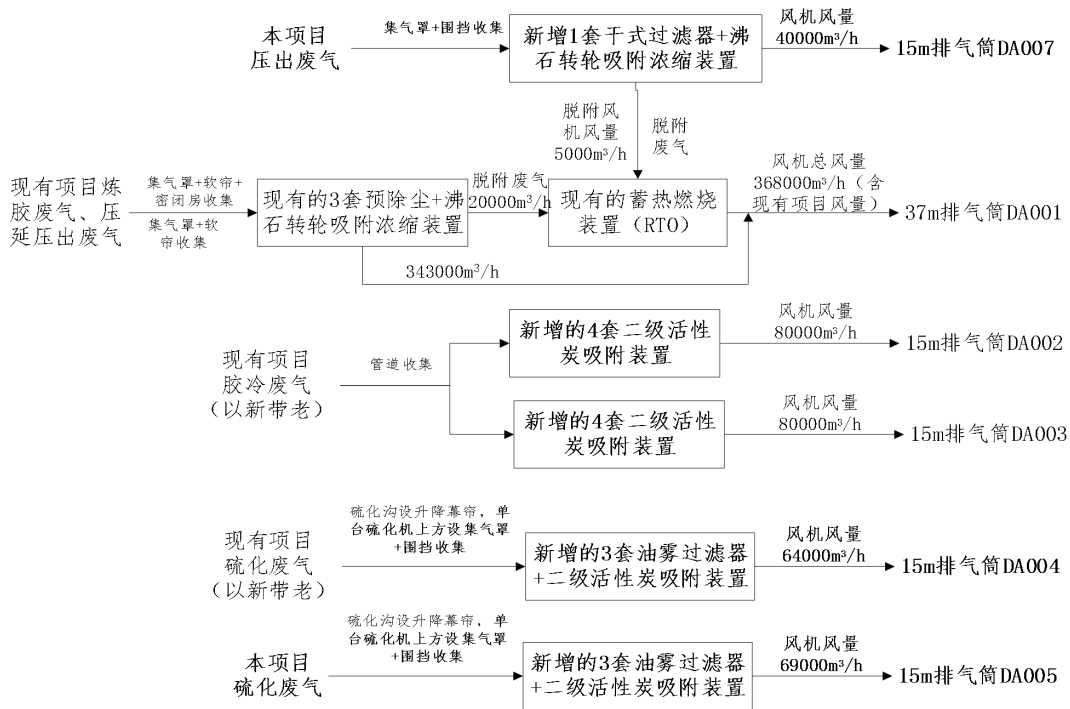 本项目
压出废气
集气罩+围挡收集
新增1套干式过滤器+沸
石转轮吸附浓缩装置
风机风量
40000m³/h
15m排气筒DA007
脱附风
机风量
5000m³/h
脱附
废气
现有项目炼
胶废气、压
延压出废气
集气罩+软帘+
密闭房收集
集气罩+软
帘收集
现有的3套预除尘+沸
石转轮吸附浓缩装置
脱附废气
20000m³/h
现有的蓄热燃烧
装置（RTO）
风机总风量
368000m³/h（含
现有项目风量）
37m排气筒DA001
343000m³/h
现有项目
胶冷废气
（以新带老）
管道收集
新增的4套二级活性
炭吸附装置
风机风量
80000m³/h
15m排气筒DA002
新增的4套二级活性
炭吸附装置
风机风量
80000m³/h
15m排气筒DA003
现有项目
硫化废气
（以新带老）
硫化沟设升降幕帘，单
台硫化机上方设集气罩
+围挡收集
新增的3套油雾过滤器
+二级活性炭吸附装置
风机风量
64000m³/h
15m排气筒DA004
本项目
硫化废气
硫化沟设升降幕帘，单
台硫化机上方设集气罩
+围挡收集
新增的3套油雾过滤器
+二级活性炭吸附装置
风机风量
69000m³/h
15m排气筒DA005